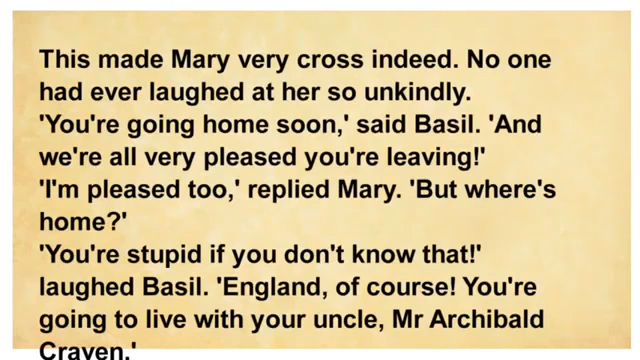 This made Mary very cross indeed. No one
had ever laughed at her so unkindly.
'You're going home soon,' said Basil. 'And
we're all very pleased you're leaving!'
'I'm pleased too,' replied Mary. 'But where's
home?'
'You're stupid if you don't know that!'
laughed Basil. 'England, of course! You're
going to live with your uncle, Mr Archibald
Craven.'